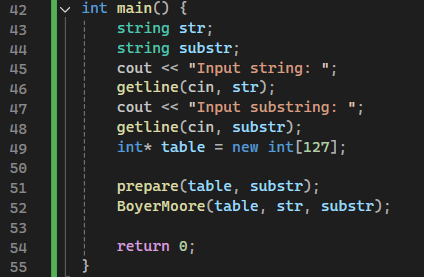 42 int main() {
43 string str;
44 string substr;
45 cout << "Input string: ";
46 getline(cin, str);
47 cout << "Input substring: ";
48 getline(cin, substr);
49 int* table = new int[127];
50
51 prepare(table, substr);
52 BoyerMoore(table, str, substr);
53
54 return 0;
55 }